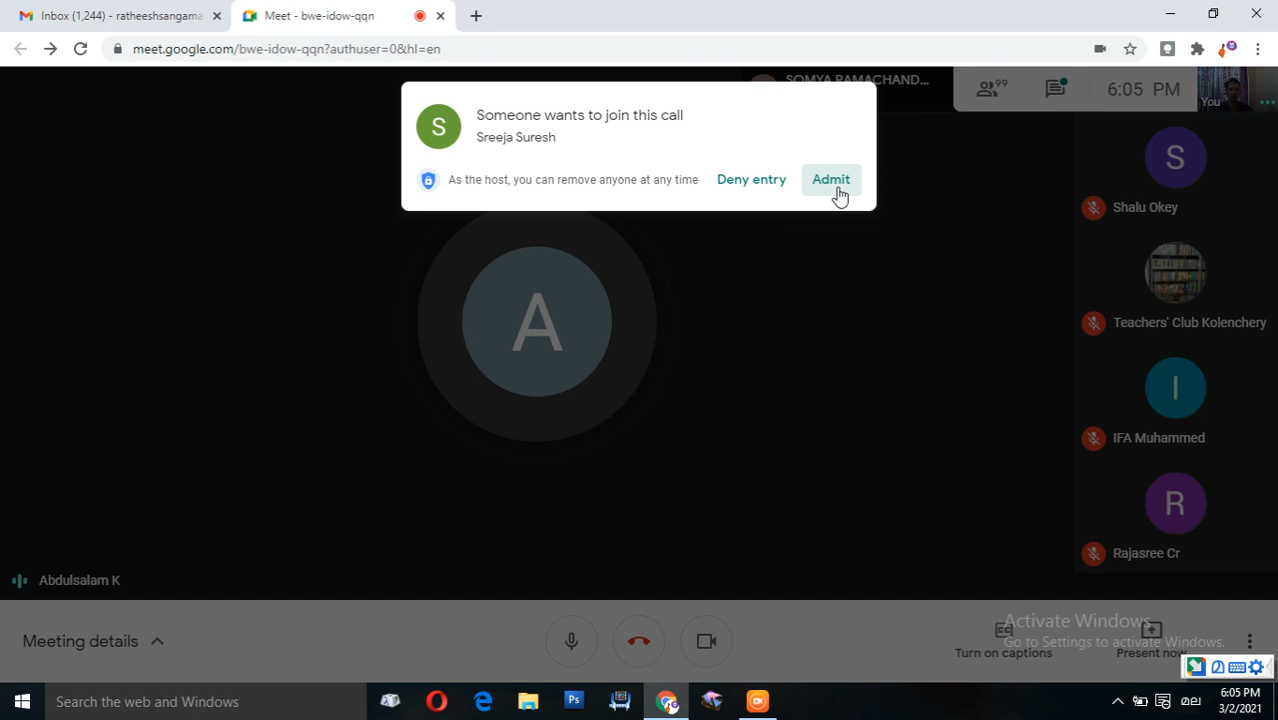 Inbox (1,244) - ratheeshsangama
Meet - bwe-idow-qqn
meet.google.com/bwe-idow-qqn?authuser=0&hl=en
SOMYA RAMACHAND...
99
6:05 PM
You
S
Someone wants to join this call
Sreeja Suresh
As the host, you can remove anyone at any time
Deny entry
Admit
S
Shalu Okey
Teachers' Club Kolenchery
A
I
IFA Muhammed
R
Rajasree Cr
Abdulsalam K
Meeting details
Turn on captions
Present now
Activate Windows
Go to Settings to activate Windows.
Search the web and Windows
Ps
6:05 PM
3/2/2021